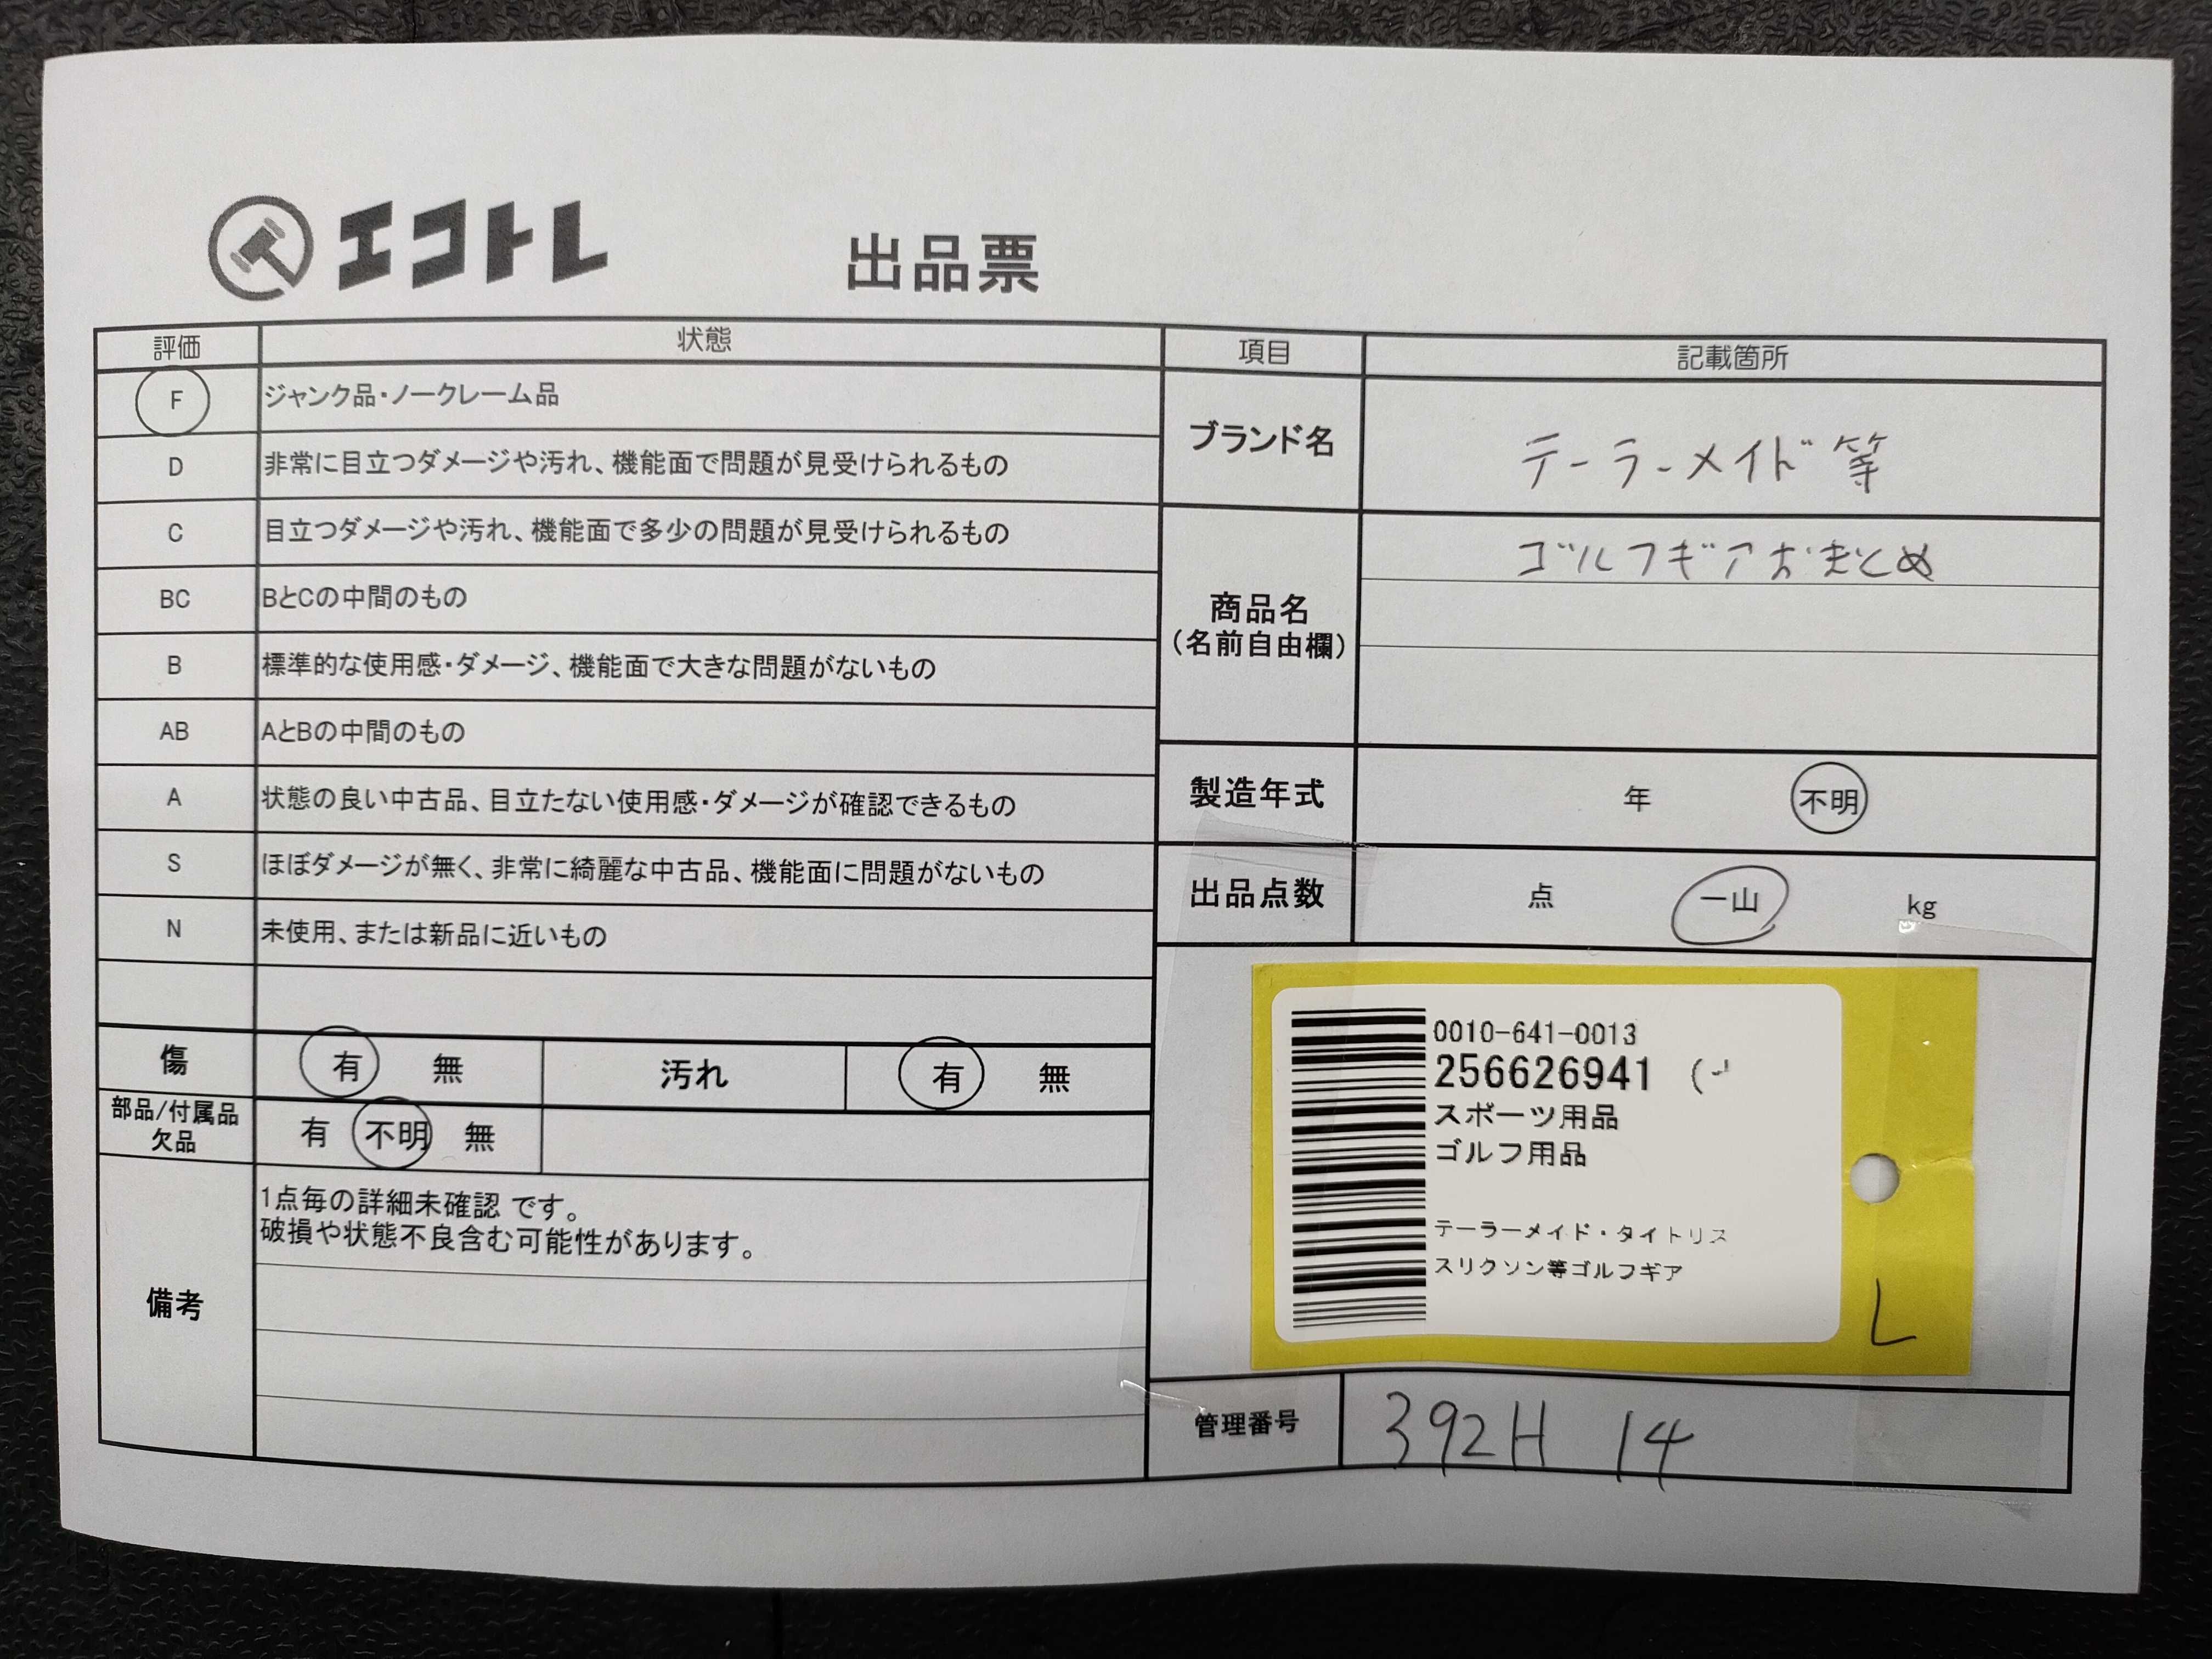 エコトレ
出品票
評価 状態
F ジャンク品・ノークレーム品
D 非常に目立つダメージや汚れ、機能面で問題が見受けられるもの
C 目立つダメージや汚れ、機能面で多少の問題が見受けられるもの
BC BとCの中間のもの
B 標準的な使用感・ダメージ、機能面で大きな問題がないもの
AB AとBの中間のもの
A 状態の良い中古品、目立たない使用感・ダメージが確認できるもの
S ほぼダメージが無く、非常に綺麗な中古品、機能面に問題がないもの
N 未使用、または新品に近いもの
傷 有 無 汚れ 有 無
部品/付属品
欠品
有 不明 無
備考
1点毎の詳細未確認 です。
破損や状態不良含む可能性があります。
項目 記載箇所
ブランド名 テーラーメイド等
商品名
(名前自由欄)
ゴルフギアおまとめ
製造年式 年 不明
出品点数 点 一山 kg
0010-641-0013
256626941
スポーツ用品
ゴルフ用品
テーラーメイド・タイトリス
スリクソン等ゴルフギア
L
管理番号 392H 14